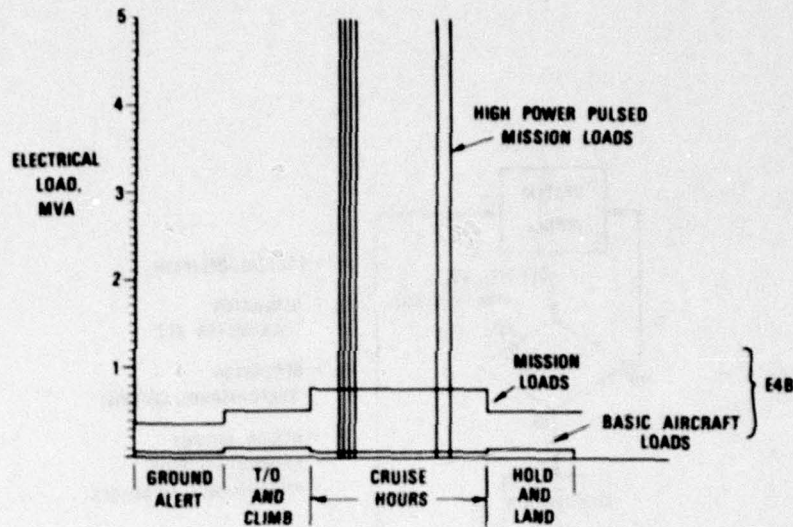 5
4
3
2
1
ELECTRICAL
LOAD,
MVA
HIGH POWER PULSED
MISSION LOADS
MISSION
LOADS
BASIC AIRCRAFT
LOADS
E4B
GROUND
ALERT
T/O
AND
CLIMB
CRUISE
HOURS
HOLD
AND
LAND